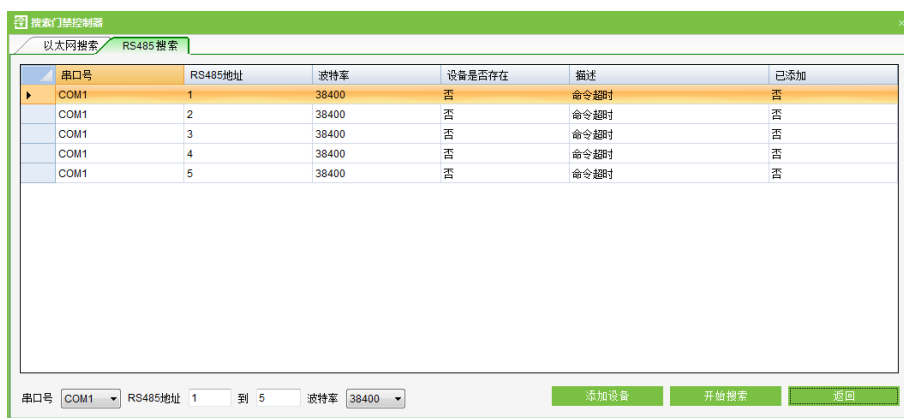 搜索门禁控制器 ×
以太网搜索 RS485搜索
串口号 RS485地址 波特率 设备是否存在 描述 已添加
COM1 1 38400 否 命令超时 否
COM1 2 38400 否 命令超时 否
COM1 3 38400 否 命令超时 否
COM1 4 38400 否 命令超时 否
COM1 5 38400 否 命令超时 否
串口号 COM1 RS485地址 1 到 5 波特率 38400 添加设备 开始搜索 返回